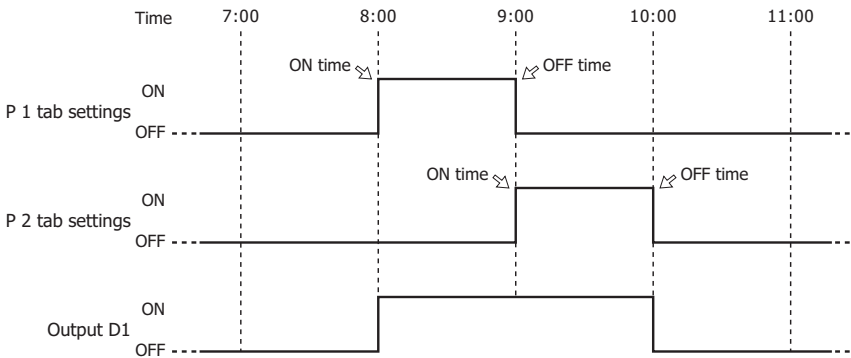 Time 7:00 8:00 9:00 10:00 11:00
ON time OFF time
ON
P 1 tab settings
OFF
ON time OFF time
ON
P 2 tab settings
OFF
ON
Output D1
OFF